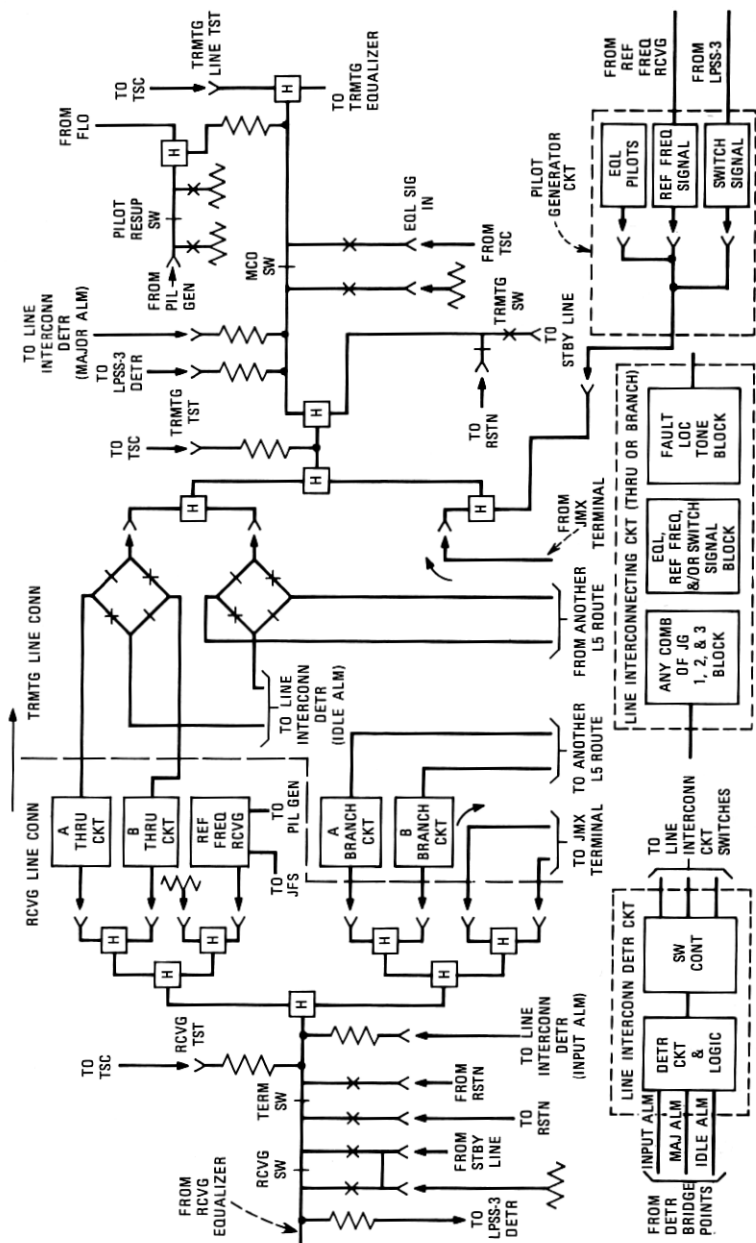 RCVG LINE CONN
TRMTG LINE CONN
FROM
RCVG
EQUALIZER
TO LPSS-3
DETR
RCVG
SW
FROM
STBY LINE
TO
RSTN
TERM
SW
FROM
RSTN
TO
TSC
RCVG
TST
TO LINE
INTERCONN
DETR
(INPUT ALM)
H
H
H
H
H
H
H
A
THRU
CKT
B
THRU
CKT
REF
FREQ
RCVG
TO
JFS
TO
PIL GEN
A
BRANCH
CKT
B
BRANCH
CKT
TO JMX
TERMINAL
TO ANOTHER
L5 ROUTE
TO LINE
INTERCONN
DETR
(IDLE ALM)
FROM ANOTHER
L5 ROUTE
FROM
JMX
TERMINAL
H
H
H
TO
TSC
TRMTG
TST
H
TO
LPSS-3
DETR
TO LINE
INTERCONN
DETR
(MAJOR ALM)
TO
RSTN
TRMTG
SW
TO
STBY LINE
MCO
SW
EQL SIG
IN
FROM
TSC
FROM
PIL
GEN
PILOT
RESUP
SW
FROM
FLO
H
TO
TSC
TRMTG
LINE TST
H
TO
TRMTG
EQUALIZER
FROM
DETR
BRIDGE
POINTS
INPUT ALM
MAJ ALM
IDLE ALM
LINE INTERCONN DETR CKT
DETR
CKT
&
LOGIC
SW
CONT
TO LINE
INTERCONN
CKT
SWITCHES
LINE INTERCONNECTING CKT (THRU OR BRANCH)
ANY COMB
OF JG
1, 2, & 3
BLOCK
EQL,
REF FREQ,
&/OR SWITCH
SIGNAL
BLOCK
FAULT
LOC
TONE
BLOCK
PILOT
GENERATOR
CKT
EQL
PILOTS
REF FREQ
SIGNAL
SWITCH
SIGNAL
FROM
REF
FREQ
RCVG
FROM
LPSS-3